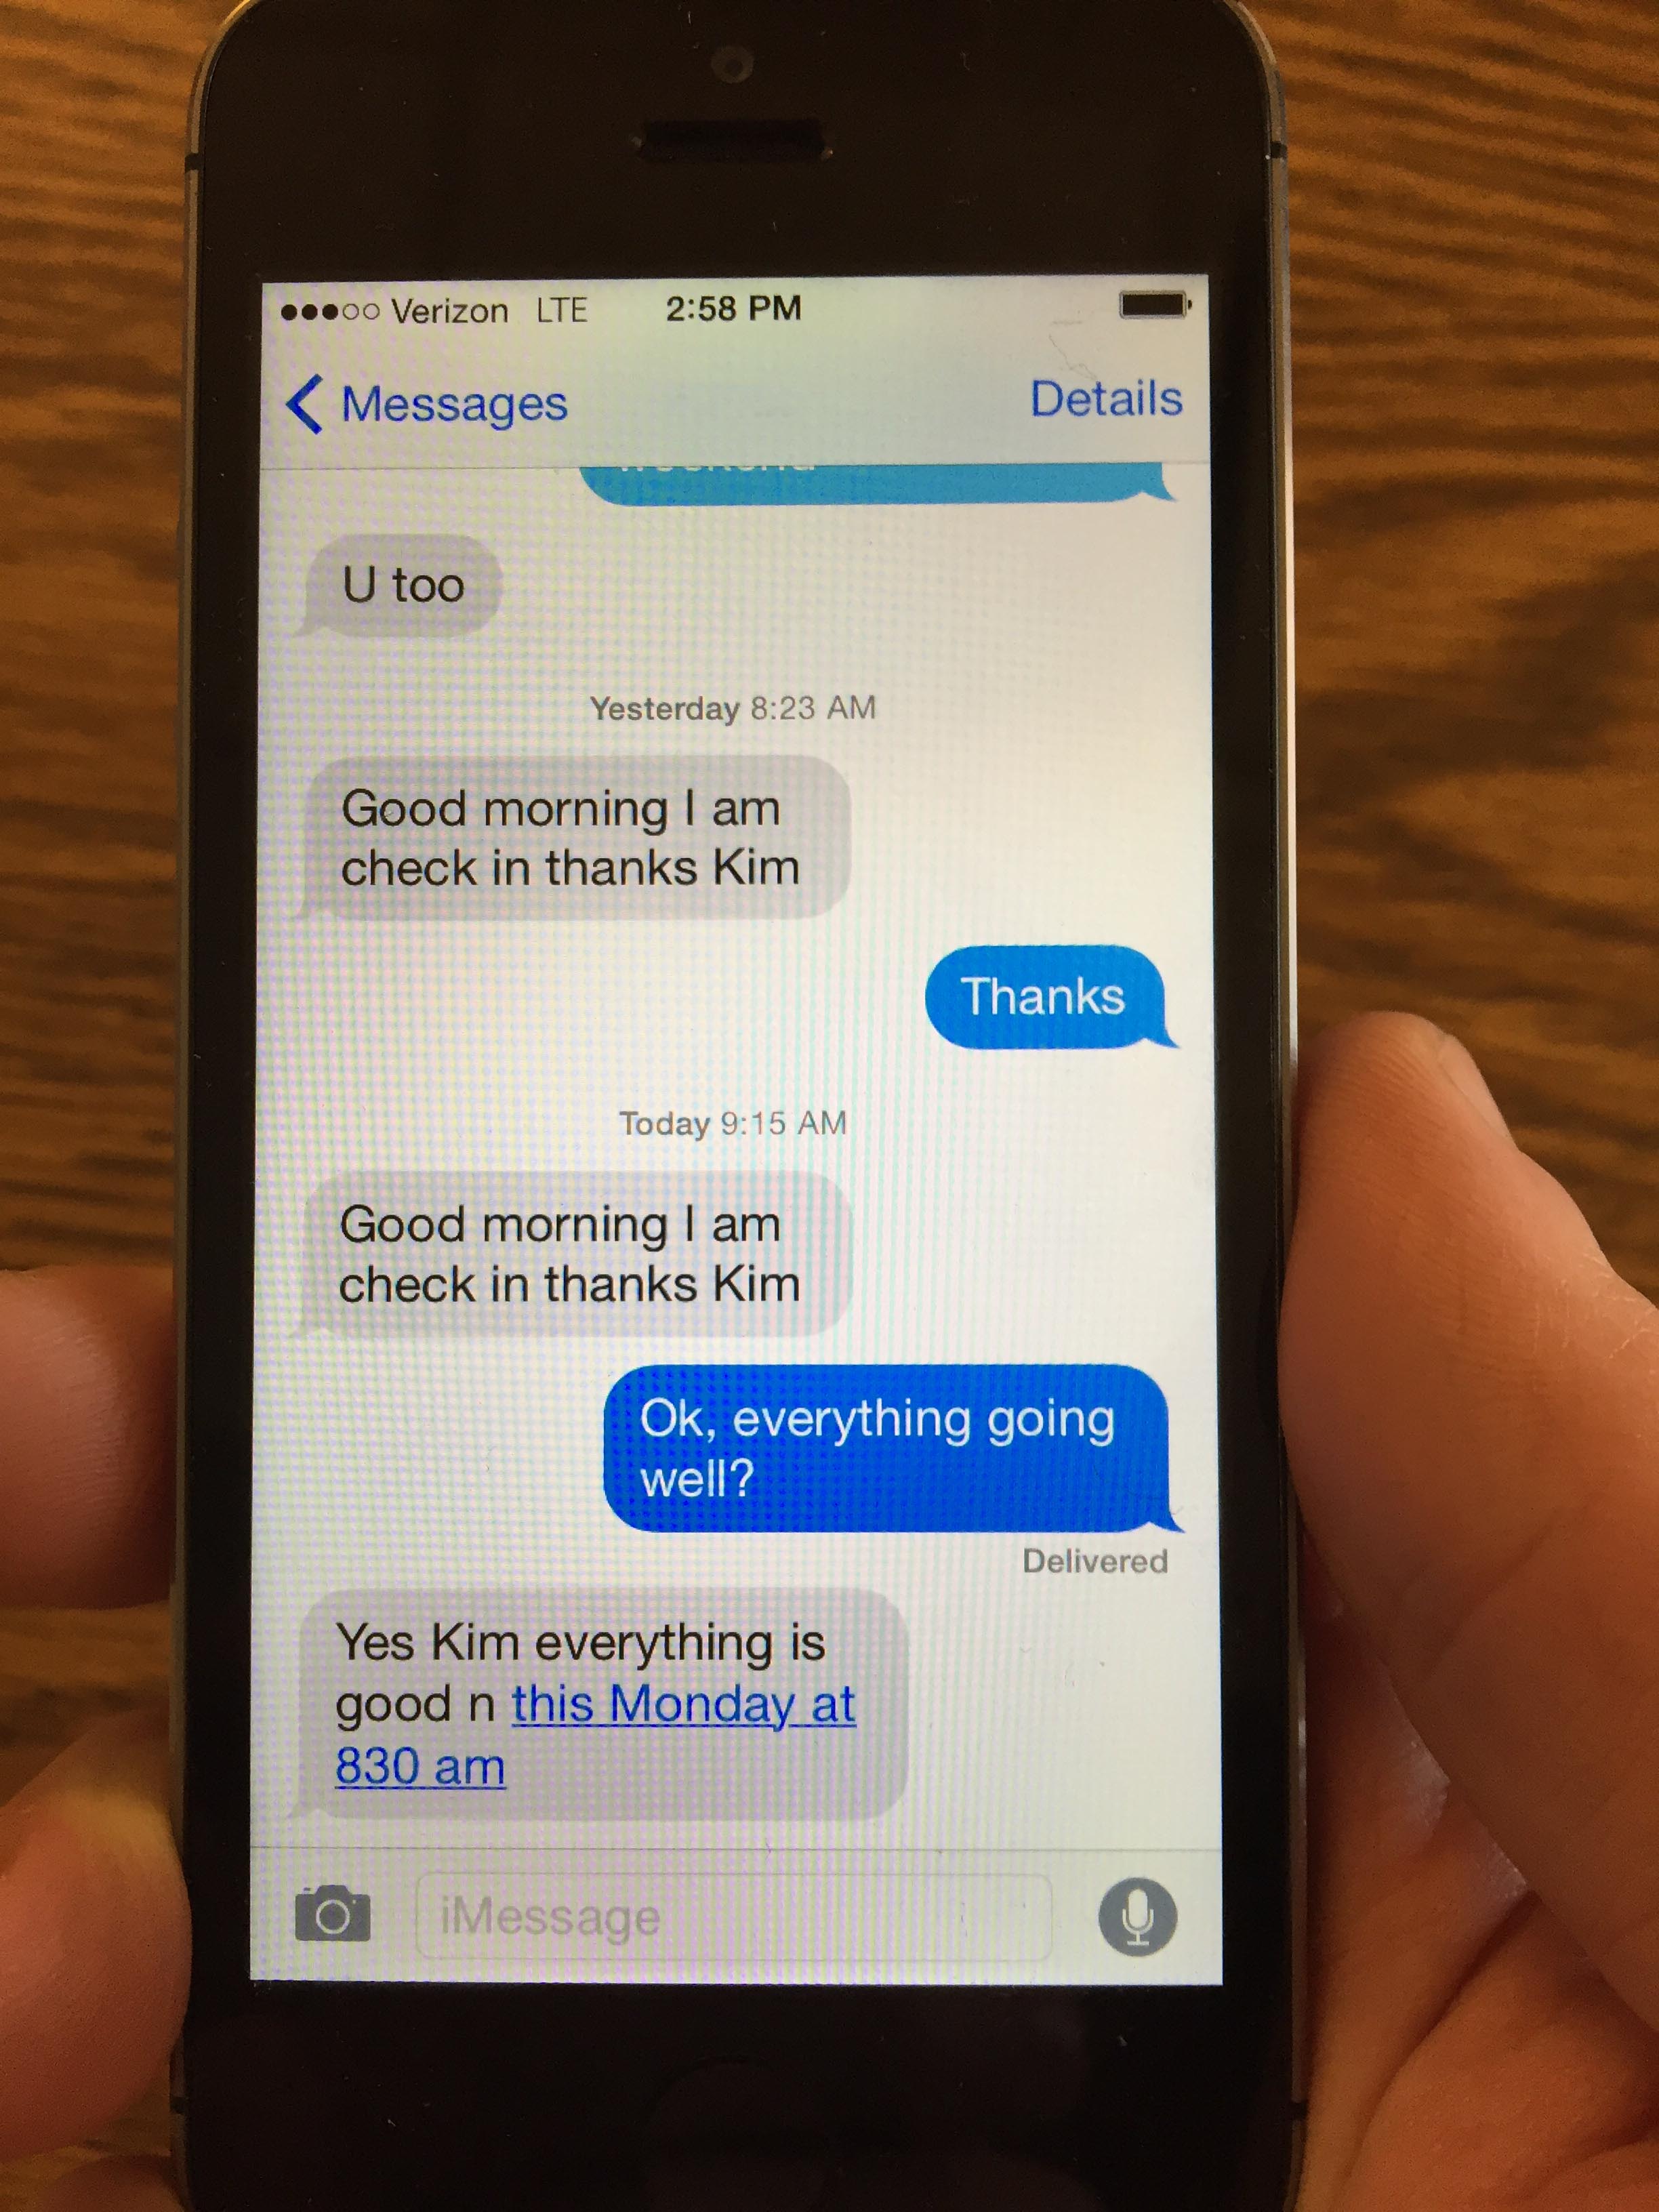 Verizon LTE 2:58 PM
Messages Details
U too
Yesterday 8:23 AM
Good morning I am
check in thanks Kim
Thanks
Today 9:15 AM
Good morning I am
check in thanks Kim
Ok, everything going
well?
Delivered
Yes Kim everything is
good n this Monday at
830 am
iMessage